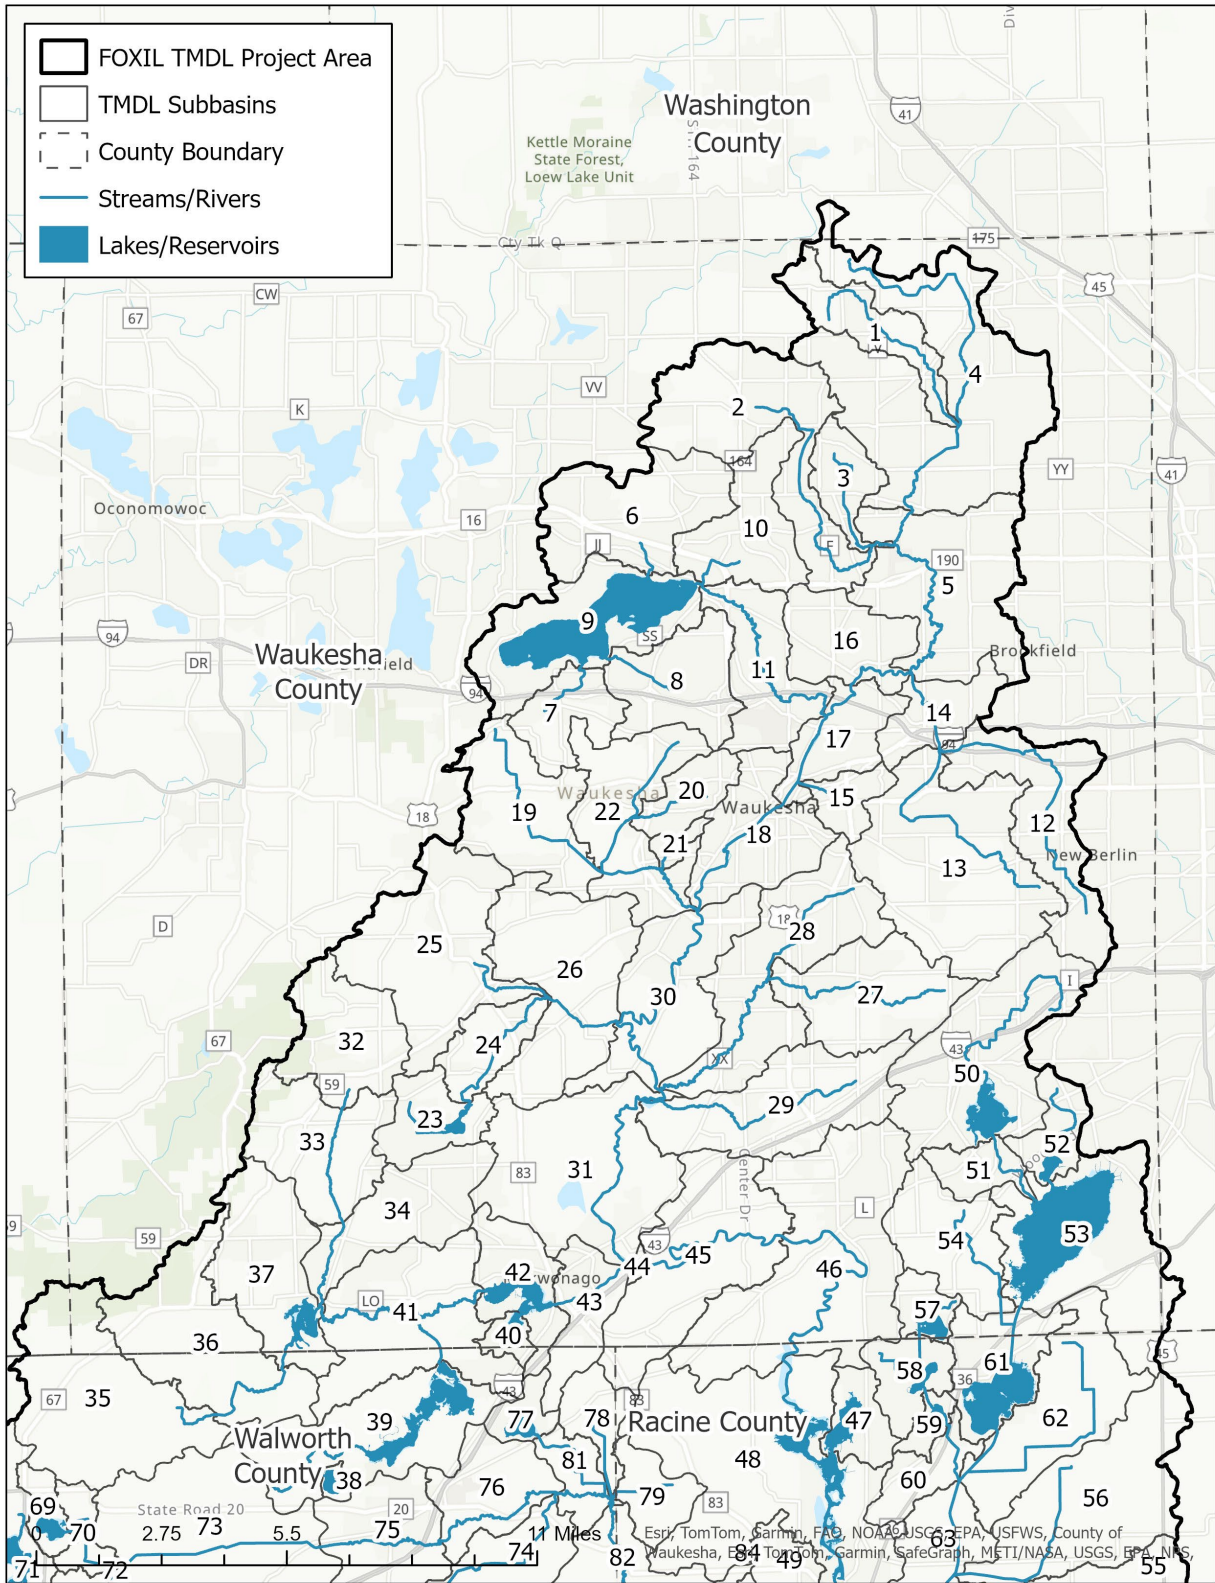 FOXIL TMDL Project Area
TMDL Subbasins
County Boundary
Streams/Rivers
Lakes/Reservoirs
Washington
County
Kettle Moraine
State Forest,
Loew Lake Unit
41
Cty Tk Q
175
45
CW
67
1
4
VV
K
2
164
YY
41
3
Oconomowoc
16
6
10
JJ
F
190
5
94
9
SS
16
DR
Waukesha
County
Brookfield
8
11
94
7
14
17
94
Waukesha
20
22
Waukesha
15
18
19
18
12
21
New Berlin
13
D
18
25
28
26
27
I
30
67
32
24
43
XX
50
59
23
29
33
52
31
51
83
Center Dr
34
L
59
54
53
43
45
44
46
37
42
wonago
LO
41
43
57
40
36
45
61
58
36
35
67
43
39
77
78
83
Racine County
47
59
62
Walworth
County
48
81
38
76
60
79
83
56
69
State Road 20
20
73
70
75
0
2.75
5.5
11 Miles
74
63
84
49
55
71
72
82
Esri, TomTom, Garmin, FAO, NOAA, USGS, EPA, USFWS, County of
Waukesha, Esri, TomTom, Garmin, SafeGraph, METI/NASA, USGS, EPA, NPS,